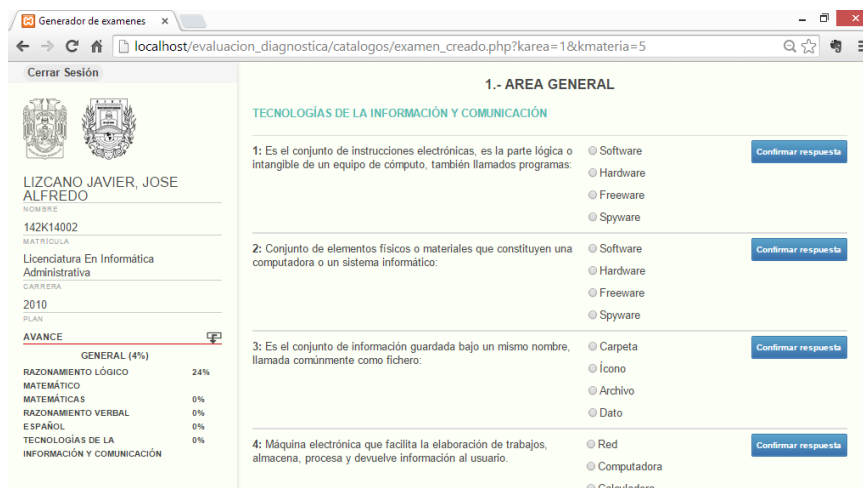 Generador de examenes
localhost/evaluacion_diagnostica/catalogos/examen_creado.php?karea=1&kmateria=5
Cerrar Sesión
LIZCANO JAVIER, JOSE
ALFREDO
NOMBRE
142K14002
MATRÍCULA
Licenciatura En Informática
Administrativa
CARRERA
2010
PLAN
AVANCE
GENERAL (4%)
RAZONAMIENTO LÓGICO 24%
MATEMÁTICO
MATEMÁTICAS 0%
RAZONAMIENTO VERBAL 0%
ESPAÑOL 0%
TECNOLOGÍAS DE LA 0%
INFORMACIÓN Y COMUNICACIÓN
1.- AREA GENERAL
TECNOLOGÍAS DE LA INFORMACIÓN Y COMUNICACIÓN
1: Es el conjunto de instrucciones electrónicas, es la parte lógica o
intangible de un equipo de cómputo, también llamados programas:
Software
Hardware
Freeware
Spyware
Confirmar respuesta
2: Conjunto de elementos físicos o materiales que constituyen una
computadora o un sistema informático:
Software
Hardware
Freeware
Spyware
Confirmar respuesta
3: Es el conjunto de información guardada bajo un mismo nombre,
llamada comúnmente como fichero:
Carpeta
Ícono
Archivo
Dato
Confirmar respuesta
4: Máquina electrónica que facilita la elaboración de trabajos,
almacena, procesa y devuelve información al usuario.
Red
Computadora
Calculadora
Confirmar respuesta